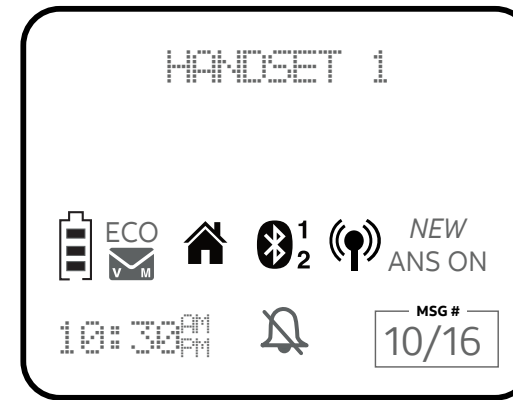 HANDSET 1
ECO 1 NEW
V M 2 ANS ON
10:30 AM PM MSG #
10/16